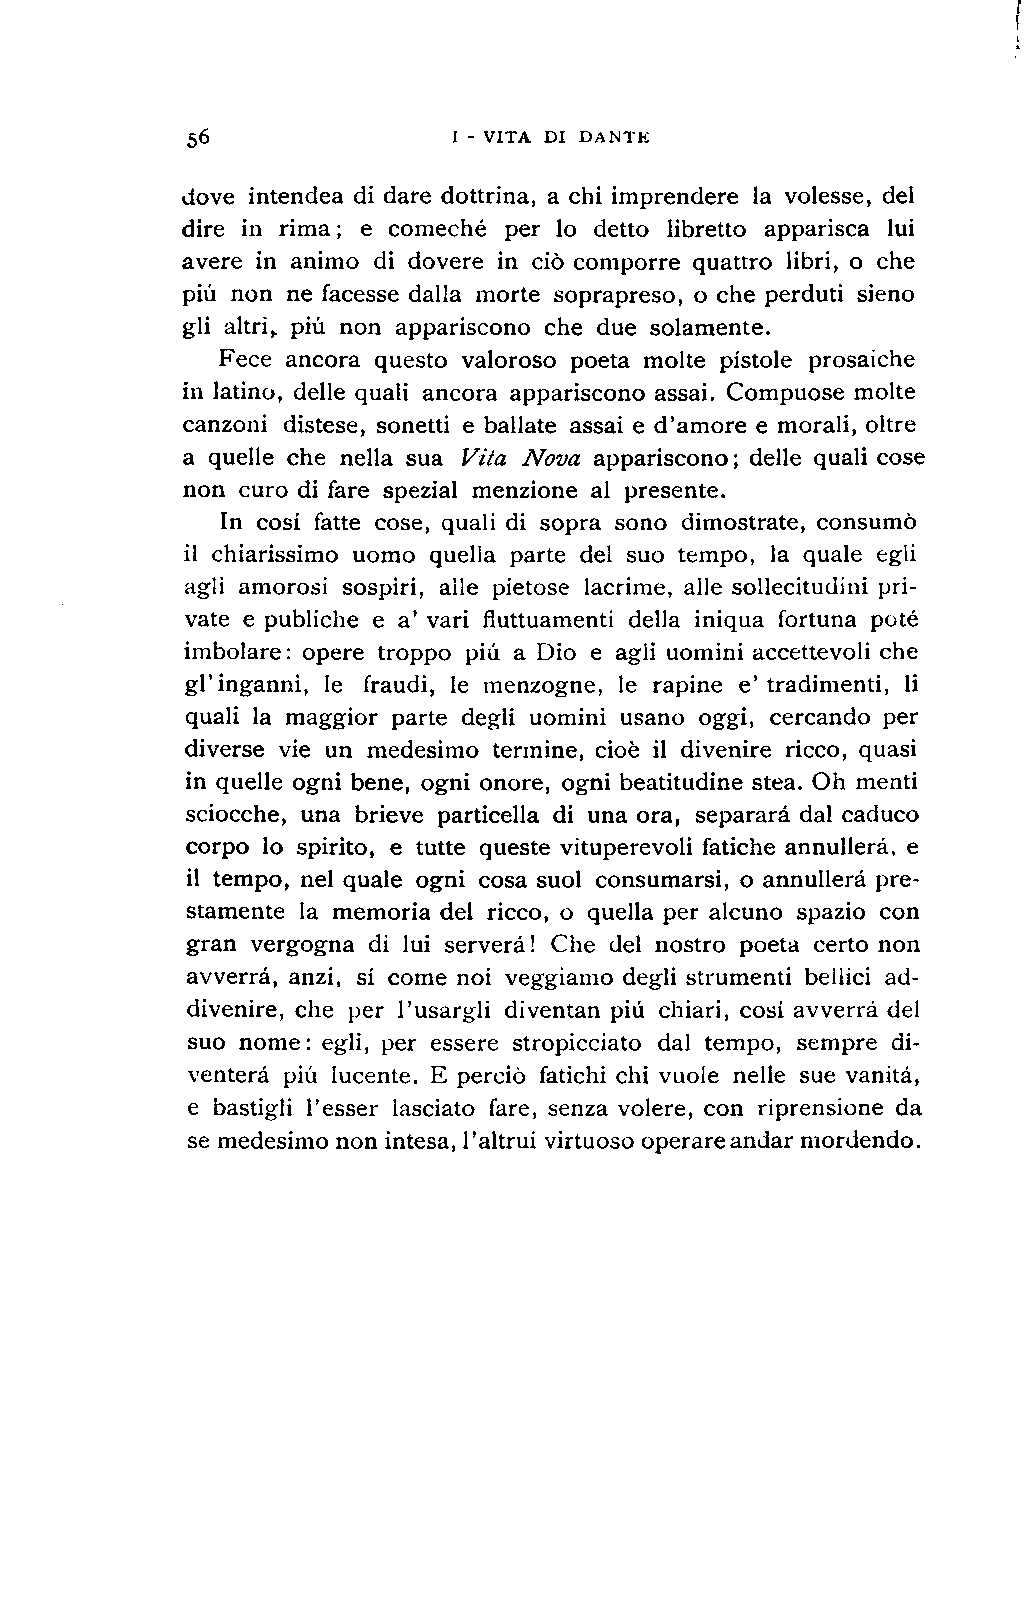 56
I - VITA DI DANTE
dove intendea di dare dottrina, a chi imprendere la volesse, del
dire in rima; e comeché per lo detto libretto apparisca lui
avere in animo di dovere in ciò comporre quattro libri, o che
piú non ne facesse dalla morte soprapreso, o che perduti sieno
gli altri, piú non appariscono che due solamente.
Fece ancora questo valoroso poeta molte pístole prosaiche
in latino, delle quali ancora appariscono assai. Compuose molte
canzoni distese, sonetti e ballate assai e d'amore e morali, oltre
a quelle che nella sua Vita Nova appariscono; delle quali cose
non curo di fare spezial menzione al presente.
In cosí fatte cose, quali di sopra sono dimostrate, consumò
il chiarissimo uomo quella parte del suo tempo, la quale egli
agli amorosi sospiri, alle pietose lacrime, alle sollecitudini pri-
vate e publiche e a' vari fluttuamenti della iniqua fortuna poté
imbolare: opere troppo piú a Dio e agli uomini accettevoli che
gl'inganni, le fraudi, le menzogne, le rapine e' tradimenti, li
quali la maggior parte degli uomini usano oggi, cercando per
diverse vie un medesimo termine, cioè il divenire ricco, quasi
in quelle ogni bene, ogni onore, ogni beatitudine stea. Oh menti
sciocche, una brieve particella di una ora, separará dal caduco
corpo lo spirito, e tutte queste vituperevoli fatiche annullerá, e
il tempo, nel quale ogni cosa suol consumarsi, o annullerá pre-
stamente la memoria del ricco, o quella per alcuno spazio con
gran vergogna di lui serverá! Che del nostro poeta certo non
avverrá, anzi, sí come noi veggiamo degli strumenti bellici ad-
divenire, che per l'usargli diventan piú chiari, cosí avverrá del
suo nome: egli, per essere stropicciato dal tempo, sempre di-
venterá piú lucente. E perciò fatichi chi vuole nelle sue vanitá,
e bastigli l'esser lasciato fare, senza volere, con riprensione da
se medesimo non intesa, l'altrui virtuoso operare andar mordendo.